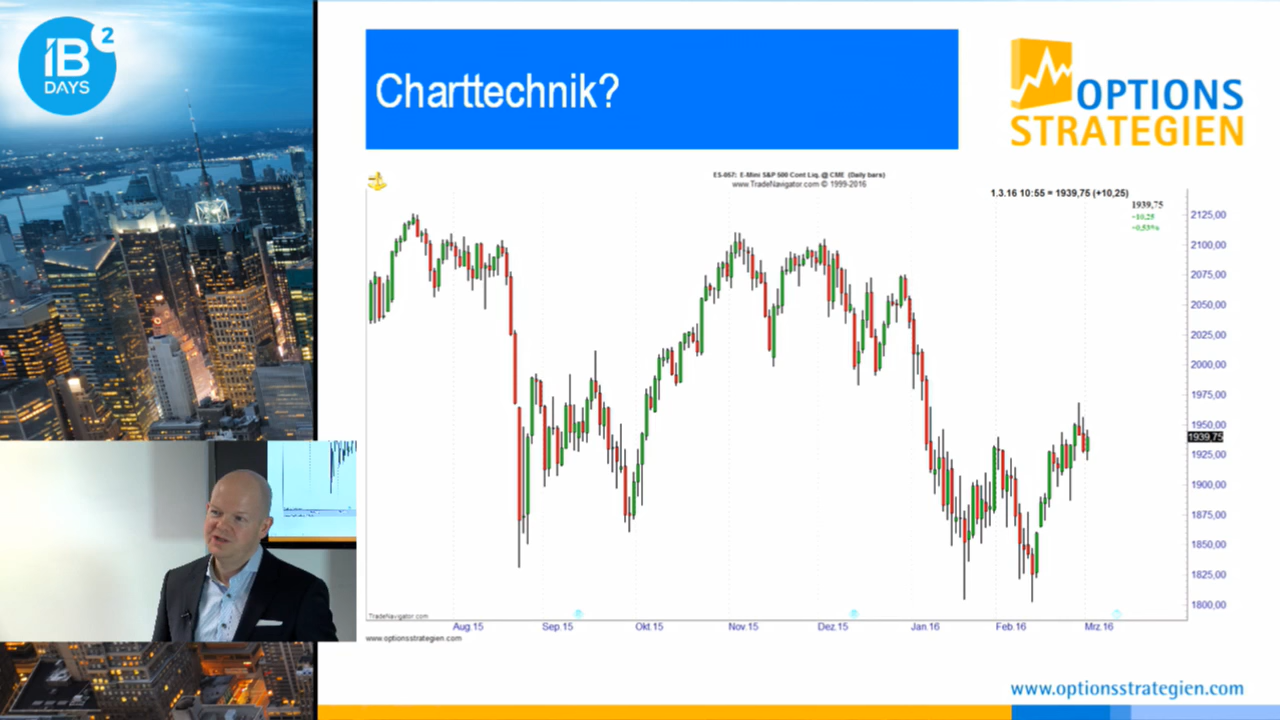 IB 2
DAYS
Charttechnik?
OPTIONS
STRATEGIEN
ES-067: E-Mini S&P 500 Cont Liq. @ CME (Daily bars)
www.TradeNavigator.com © 1999-2016
1.3.16 10:55 = 1939,75 (+10,25)
1939,75
+10,25
+0,53%
2125,00
2100,00
2075,00
2050,00
2025,00
2000,00
1975,00
1950,00
1939,75
1925,00
1900,00
1875,00
1850,00
1825,00
1800,00
TradeNavigator.com
Aug.15 Sep.15 Okt.15 Nov.15 Dez.15 Jan.16 Feb.16 Mrz.16
www.optionsstrategien.com
www.optionsstrategien.com